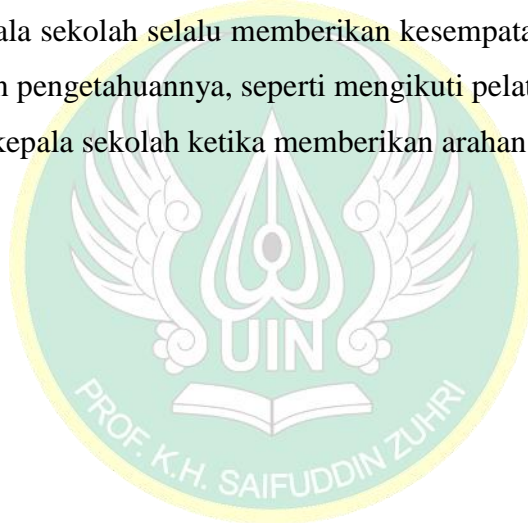 ala sekolah selalu memberikan kesempata
n pengetahuannya, seperti mengikuti pelat
kepala sekolah ketika memberikan arahan
UIN
PROF. K.H. SAIFUDDIN ZUHRI